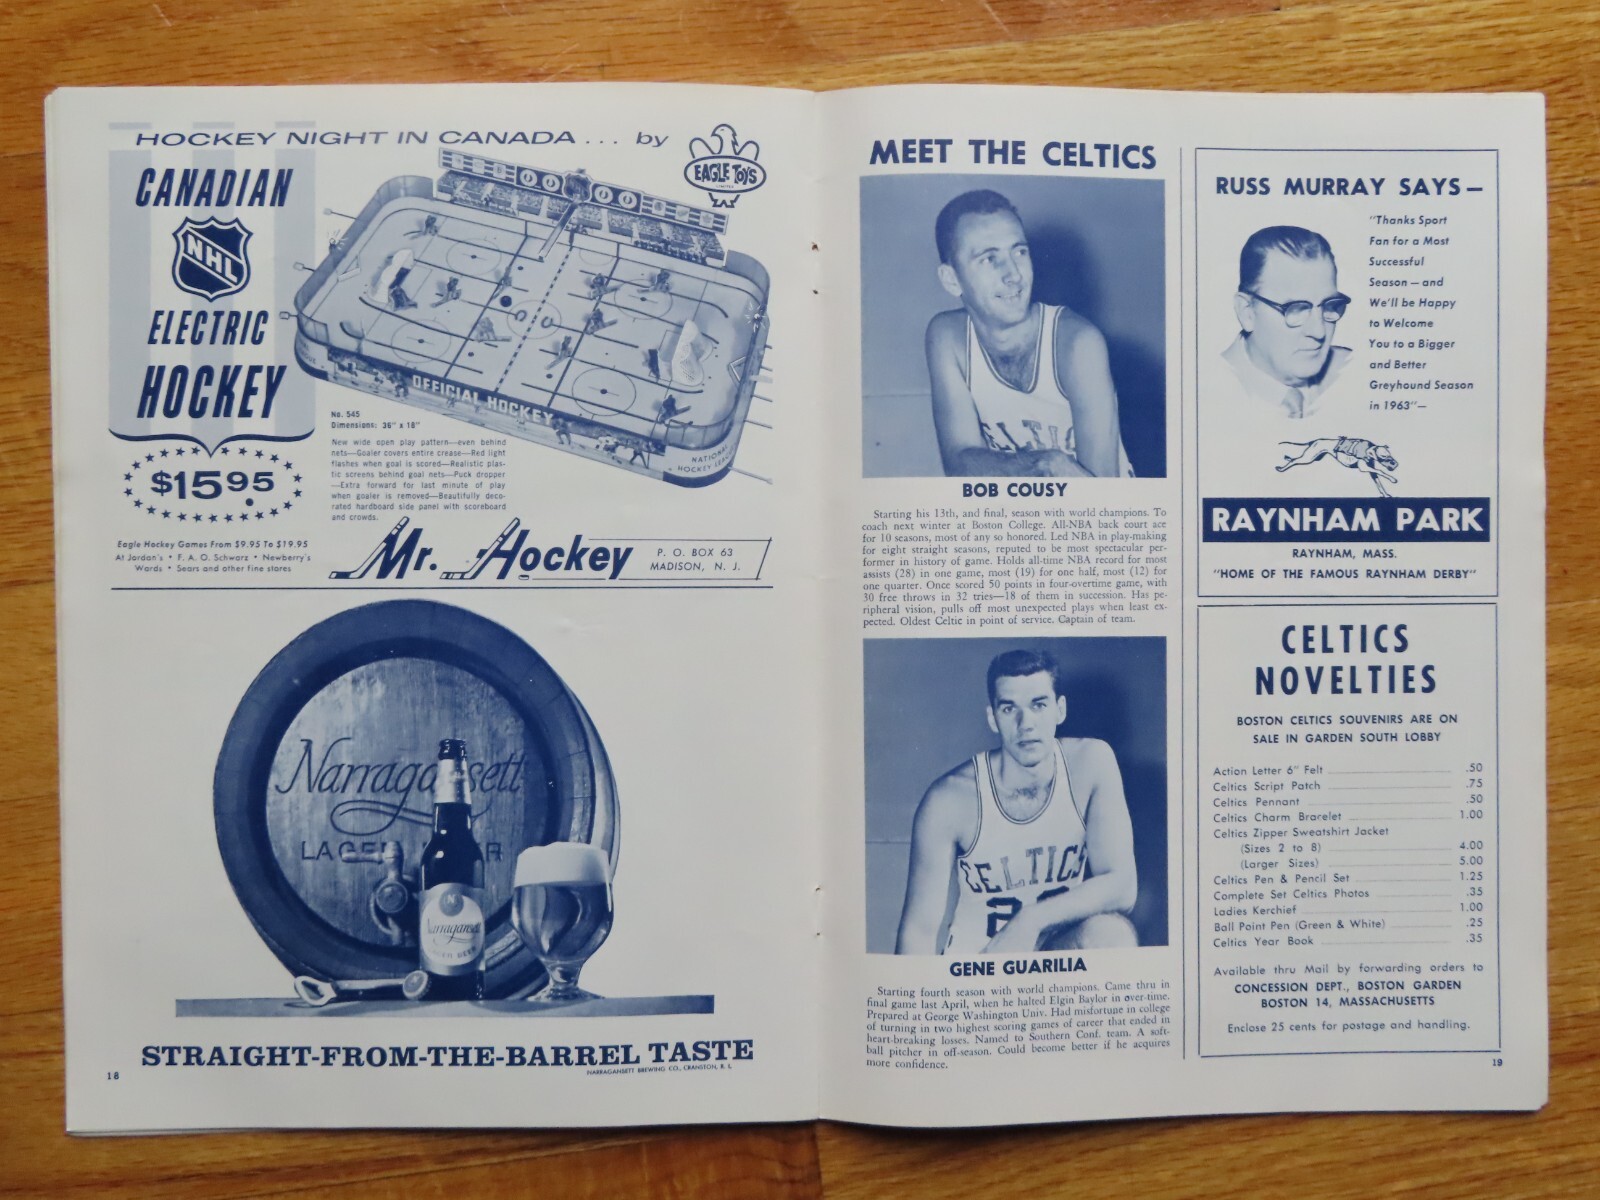 HOCKEY NIGHT IN CANADA ... by
EAGLE TOYS
LIMITED
CANADIAN
NHL
ELECTRIC
HOCKEY
$15.95
OFFICIAL HOCKEY
NATIONAL
HOCKEY LEAGUE
No. 545
Dimensions: 36" x 18"
New wide open play pattern—even behind
nets—Goaler covers entire crease—Red light
flashes when goal is scored—Realistic plas-
tic screens behind goal nets—Puck dropper
—Extra forward for last minute of play
when goaler is removed—Beautifully deco-
rated hardboard side panel with scoreboard
and crowds.
Eagle Hockey Games From $9.95 To $19.95
At Jordan's • F. A. O. Schwarz • Newberry's
Wards • Sears and other fine stores
Mr. Hockey
P. O. BOX 63
MADISON, N. J.
Narragansett
LAGER BEER
N
Narragansett
LAGER BEER
STRAIGHT-FROM-THE-BARREL TASTE
NARRAGANSETT BREWING CO., CRANSTON, R. I.
18
MEET THE CELTICS
BOB COUSY
Starting his 13th, and final, season with world champions. To
coach next winter at Boston College. All-NBA back court ace
for 10 seasons, most of any so honored. Led NBA in play-making
for eight straight seasons, reputed to be most spectacular per-
former in history of game. Holds all-time NBA record for most
assists (28) in one game, most (19) for one half, most (12) for
one quarter. Once scored 50 points in four-overtime game, with
30 free throws in 32 tries—18 of them in succession. Has pe-
ripheral vision, pulls off most unexpected plays when least ex-
pected. Oldest Celtic in point of service. Captain of team.
CELTICS
GENE GUARILIA
Starting fourth season with world champions. Came thru in
final game last April, when he halted Elgin Baylor in over-time.
Prepared at George Washington Univ. Had misfortune in college
of turning in two highest scoring games of career that ended in
heart-breaking losses. Named to Southern Conf. team. A soft-
ball pitcher in off-season. Could become better if he acquires
more confidence.
RUSS MURRAY SAYS —
"Thanks Sport
Fan for a Most
Successful
Season — and
We'll be Happy
to Welcome
You to a Bigger
and Better
Greyhound Season
in 1963"—
RAYNHAM PARK
RAYNHAM, MASS.
"HOME OF THE FAMOUS RAYNHAM DERBY"
CELTICS
NOVELTIES
BOSTON CELTICS SOUVENIRS ARE ON
SALE IN GARDEN SOUTH LOBBY
Action Letter 6" Felt .50
Celtics Script Patch .75
Celtics Pennant .50
Celtics Charm Bracelet 1.00
Celtics Zipper Sweatshirt Jacket
(Sizes 2 to 8) 4.00
(Larger Sizes) 5.00
Celtics Pen & Pencil Set 1.25
Complete Set Celtics Photos .35
Ladies Kerchief 1.00
Ball Point Pen (Green & White) .25
Celtics Year Book .35
Available thru Mail by forwarding orders to
CONCESSION DEPT., BOSTON GARDEN
BOSTON 14, MASSACHUSETTS
Enclose 25 cents for postage and handling.
19